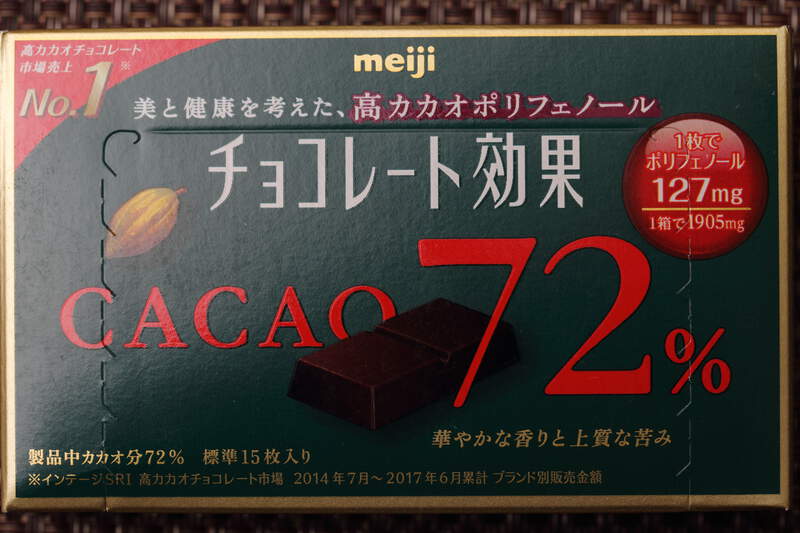 高カカオチョコレート
市場売上※
No.1
meiji
美と健康を考えた、高カカオポリフェノール
チョコレート効果
1枚で
ポリフェノール
127mg
1箱で1905mg
CACAO 72%
華やかな香りと上質な苦み
製品中カカオ分72% 標準15枚入り
※インテージSRI 高カカオチョコレート市場 2014年7月～2017年6月累計 ブランド別販売金額